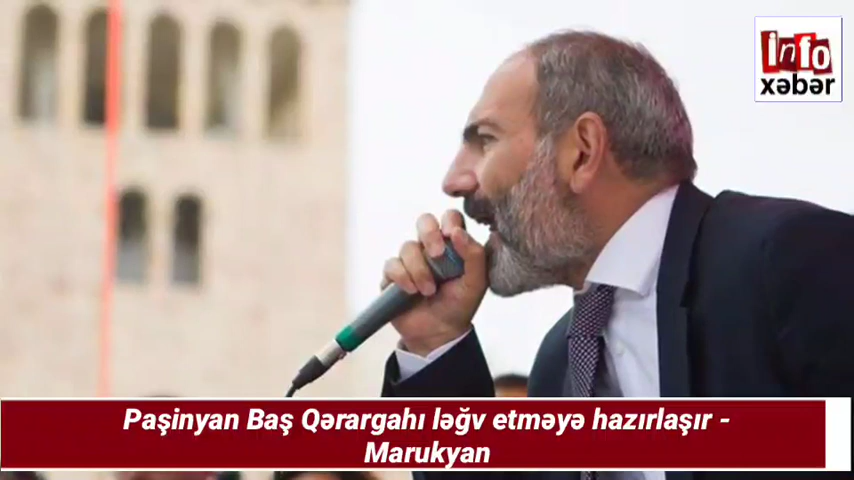 info
xəbər
Paşinyan Baş Qərargahı ləğv etməyə hazırlaşır -
Marukyan